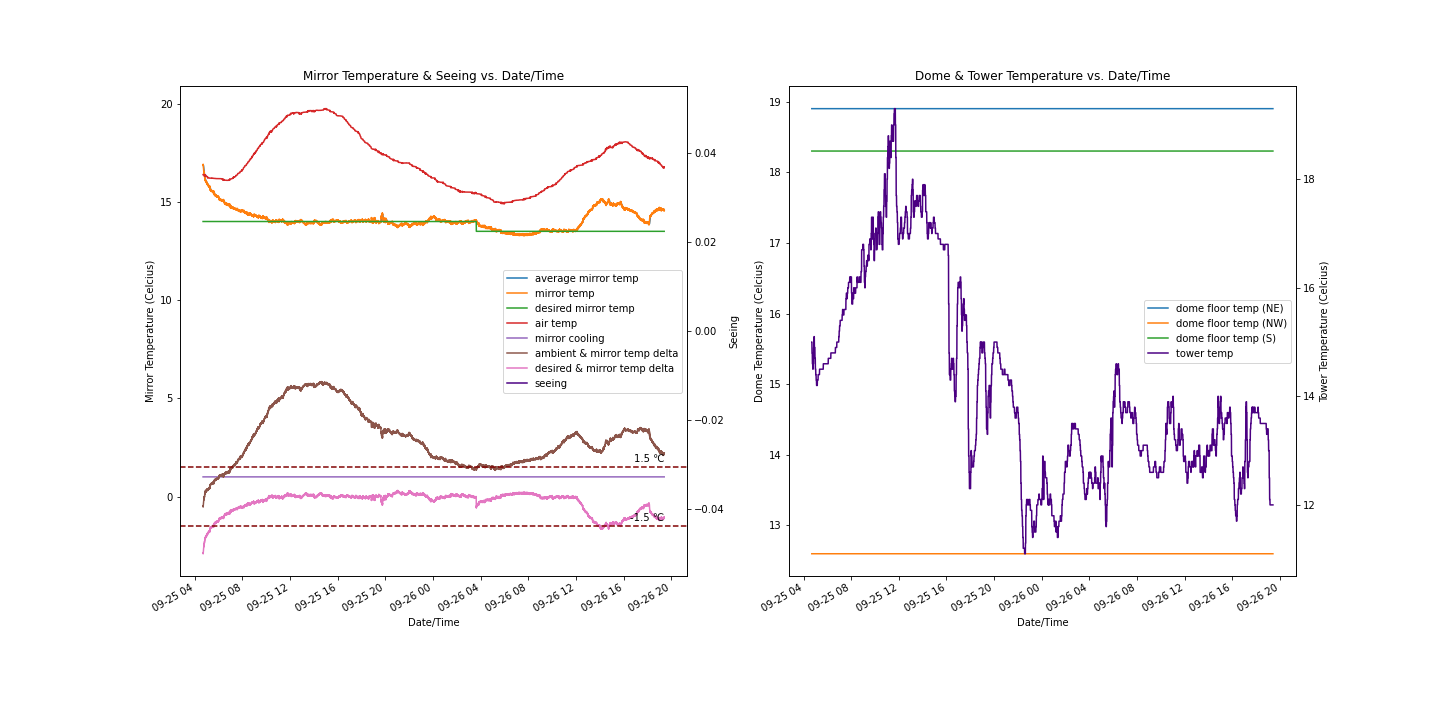 Mirror Temperature & Seeing vs. Date/Time
Mirror Temperature (Celcius)
20
15
10
5
0
0.04
0.02
0.00
−0.02
−0.04
Seeing
average mirror temp
mirror temp
desired mirror temp
air temp
mirror cooling
ambient & mirror temp delta
desired & mirror temp delta
seeing
1.5 °C
-1.5 °C
09-25 04
09-25 08
09-25 12
09-25 16
09-25 20
09-26 00
09-26 04
09-26 08
09-26 12
09-26 16
09-26 20
Date/Time
Dome & Tower Temperature vs. Date/Time
Dome Temperature (Celcius)
19
18
17
16
15
14
13
18
16
14
12
Tower Temperature (Celcius)
dome floor temp (NE)
dome floor temp (NW)
dome floor temp (S)
tower temp
09-25 04
09-25 08
09-25 12
09-25 16
09-25 20
09-26 00
09-26 04
09-26 08
09-26 12
09-26 16
09-26 20
Date/Time